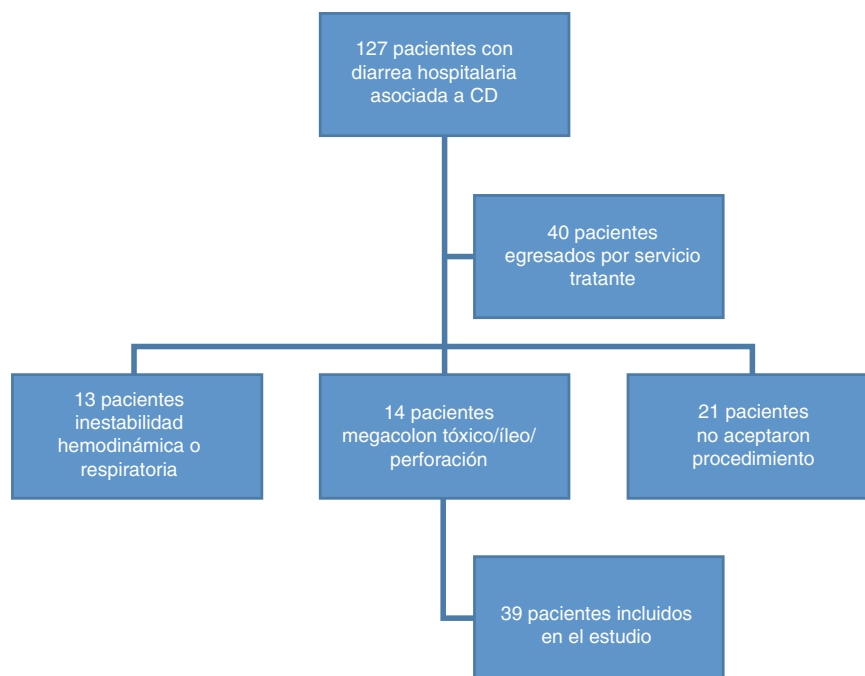 127 pacientes con
diarrea hospitalaria
asociada a CD
40 pacientes
egresados por servicio
tratante
13 pacientes
inestabilidad
hemodinámica o
respiratoria
14 pacientes
megacolon tóxico/íleo/
perforación
21 pacientes
no aceptaron
procedimiento
39 pacientes incluidos
en el estudio